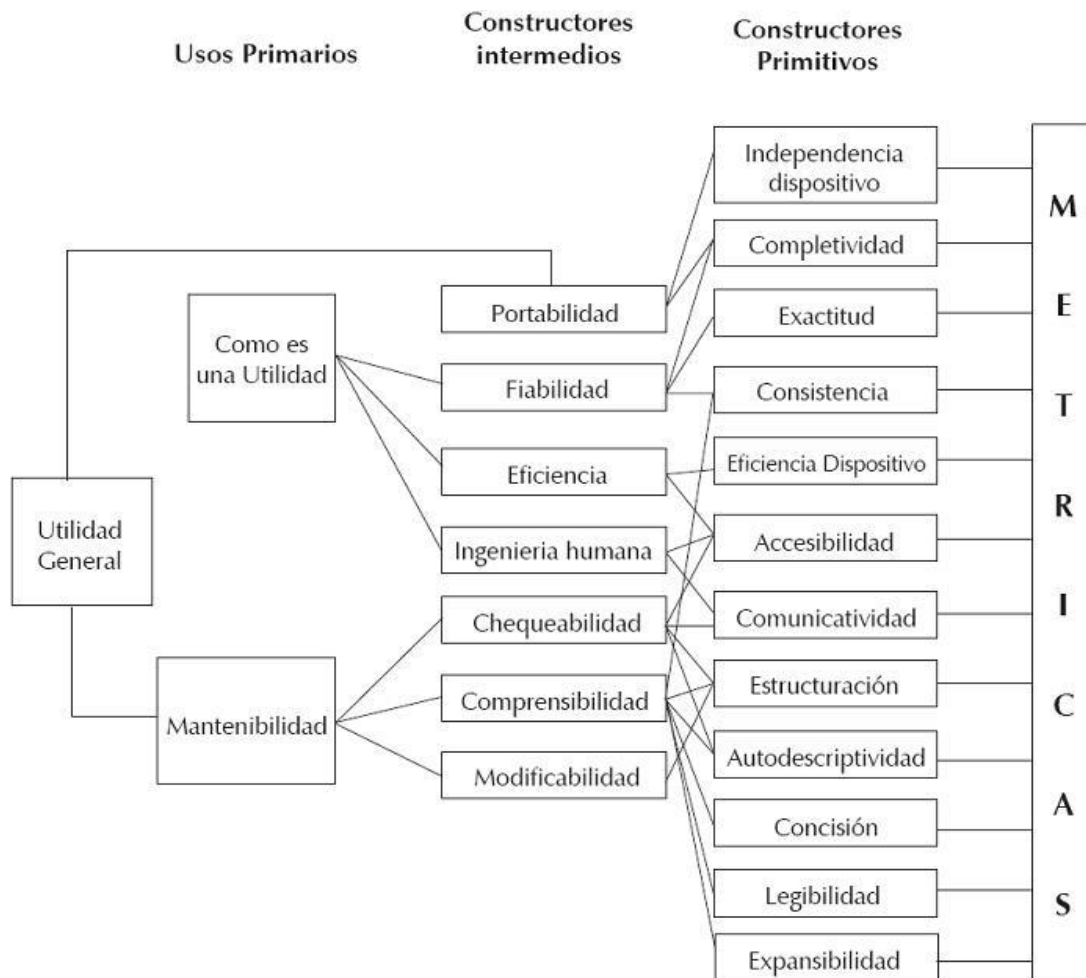 Usos Primarios
Constructores
intermedios
Constructores
Primitivos
Utilidad
General
Como es
una Utilidad
Mantenibilidad
Portabilidad
Fiabilidad
Eficiencia
Ingenieria humana
Chequeabilidad
Comprensibilidad
Modificabilidad
Independencia
dispositivo
Completividad
Exactitud
Consistencia
Eficiencia Dispositivo
Accesibilidad
Comunicatividad
Estructuración
Autodescriptividad
Concisión
Legibilidad
Expansibilidad
M
E
T
R
I
C
A
S